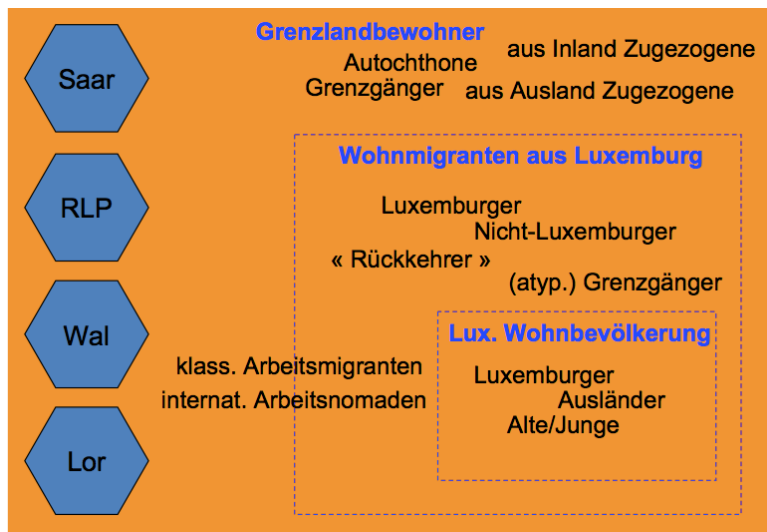 Saar
RLP
Wal
Lor
Grenzlandbewohner
Autochthone
aus Inland Zugezogene
Grenzgänger
aus Ausland Zugezogene
Wohnmigranten aus Luxemburg
Luxemburger
Nicht-Luxemburger
« Rückkehrer »
(atyp.) Grenzgänger
klass. Arbeitsmigranten
internat. Arbeitsnomaden
Lux. Wohnbevölkerung
Luxemburger
Ausländer
Alte/Junge